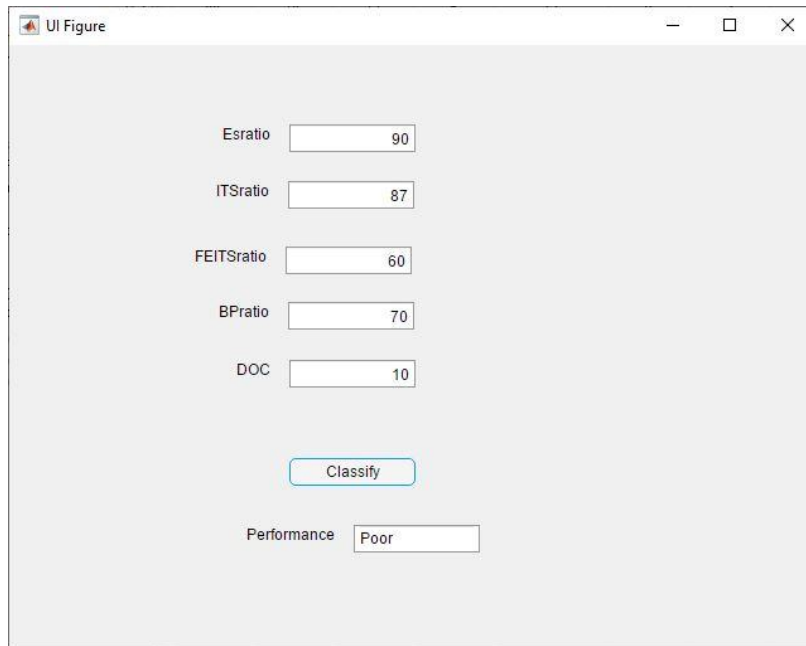 UI Figure
Esratio 90
ITSratio 87
FEITSratio 60
BPratio 70
DOC 10
Classify
Performance Poor